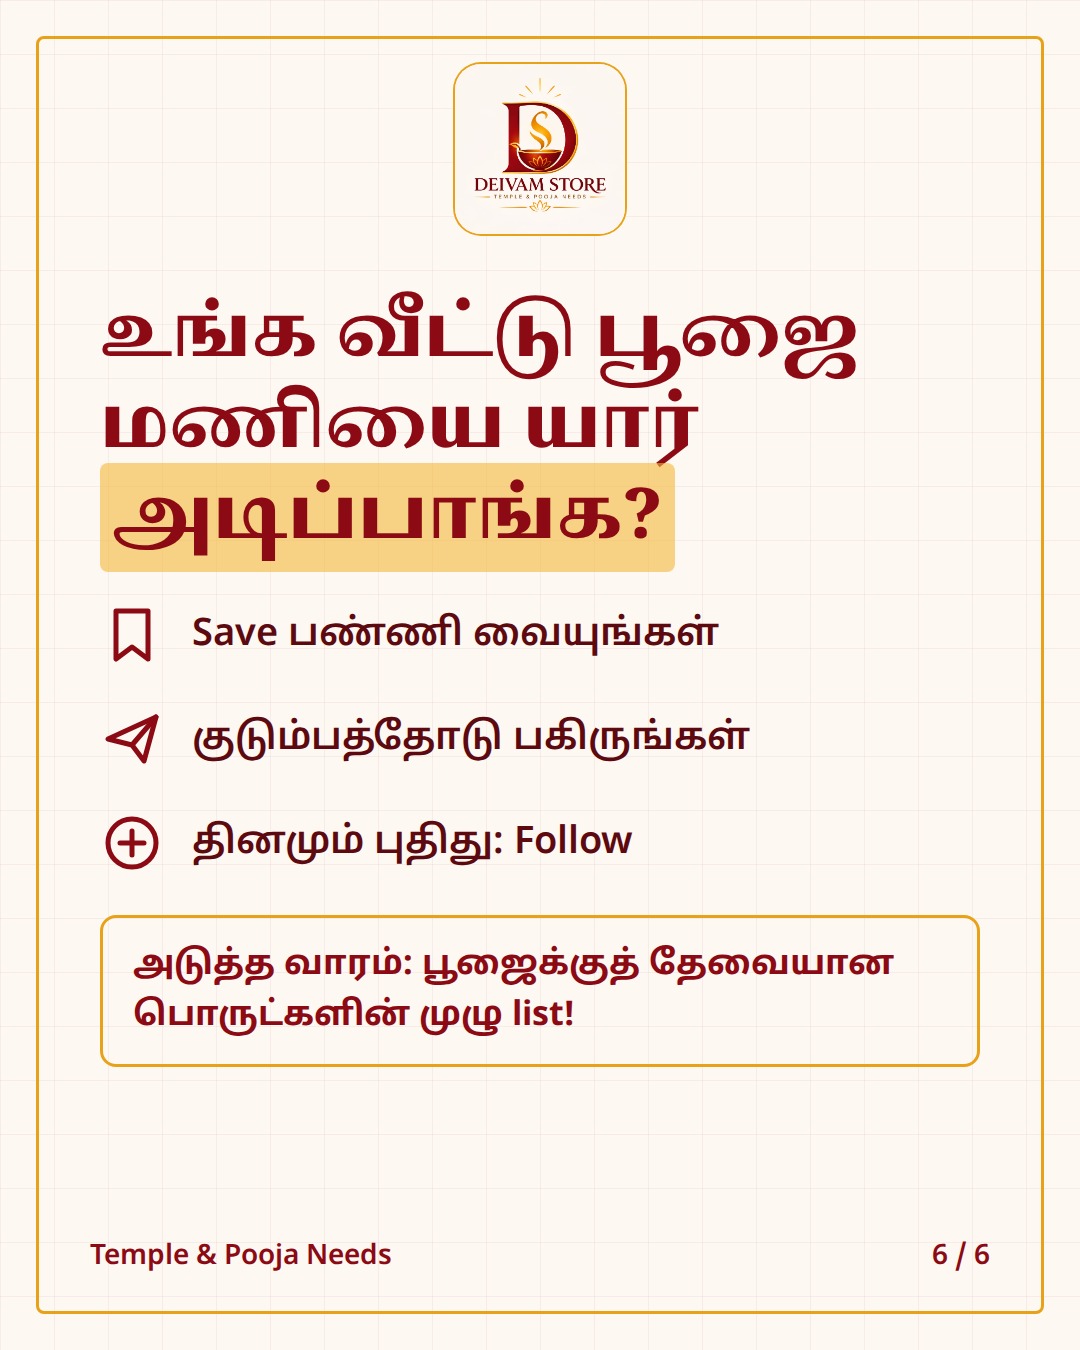 DEIVAM STORE
TEMPLE & POOJA NEEDS
உங்க வீட்டு பூஜை
மணியை யார்
அடிப்பாங்க?
Save பண்ணி வையுங்கள்
குடும்பத்தோடு பகிருங்கள்
தினமும் புதிது: Follow
அடுத்த வாரம்: பூஜைக்குத் தேவையான
பொருட்களின் முழு list!
Temple & Pooja Needs
6 / 6